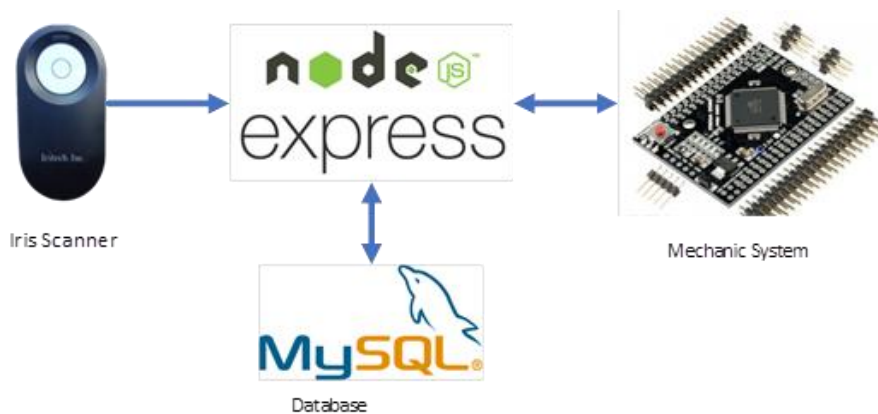 node
JS
express
Iritech Inc.
Iris Scanner
Mechanic System
MySQL
Database